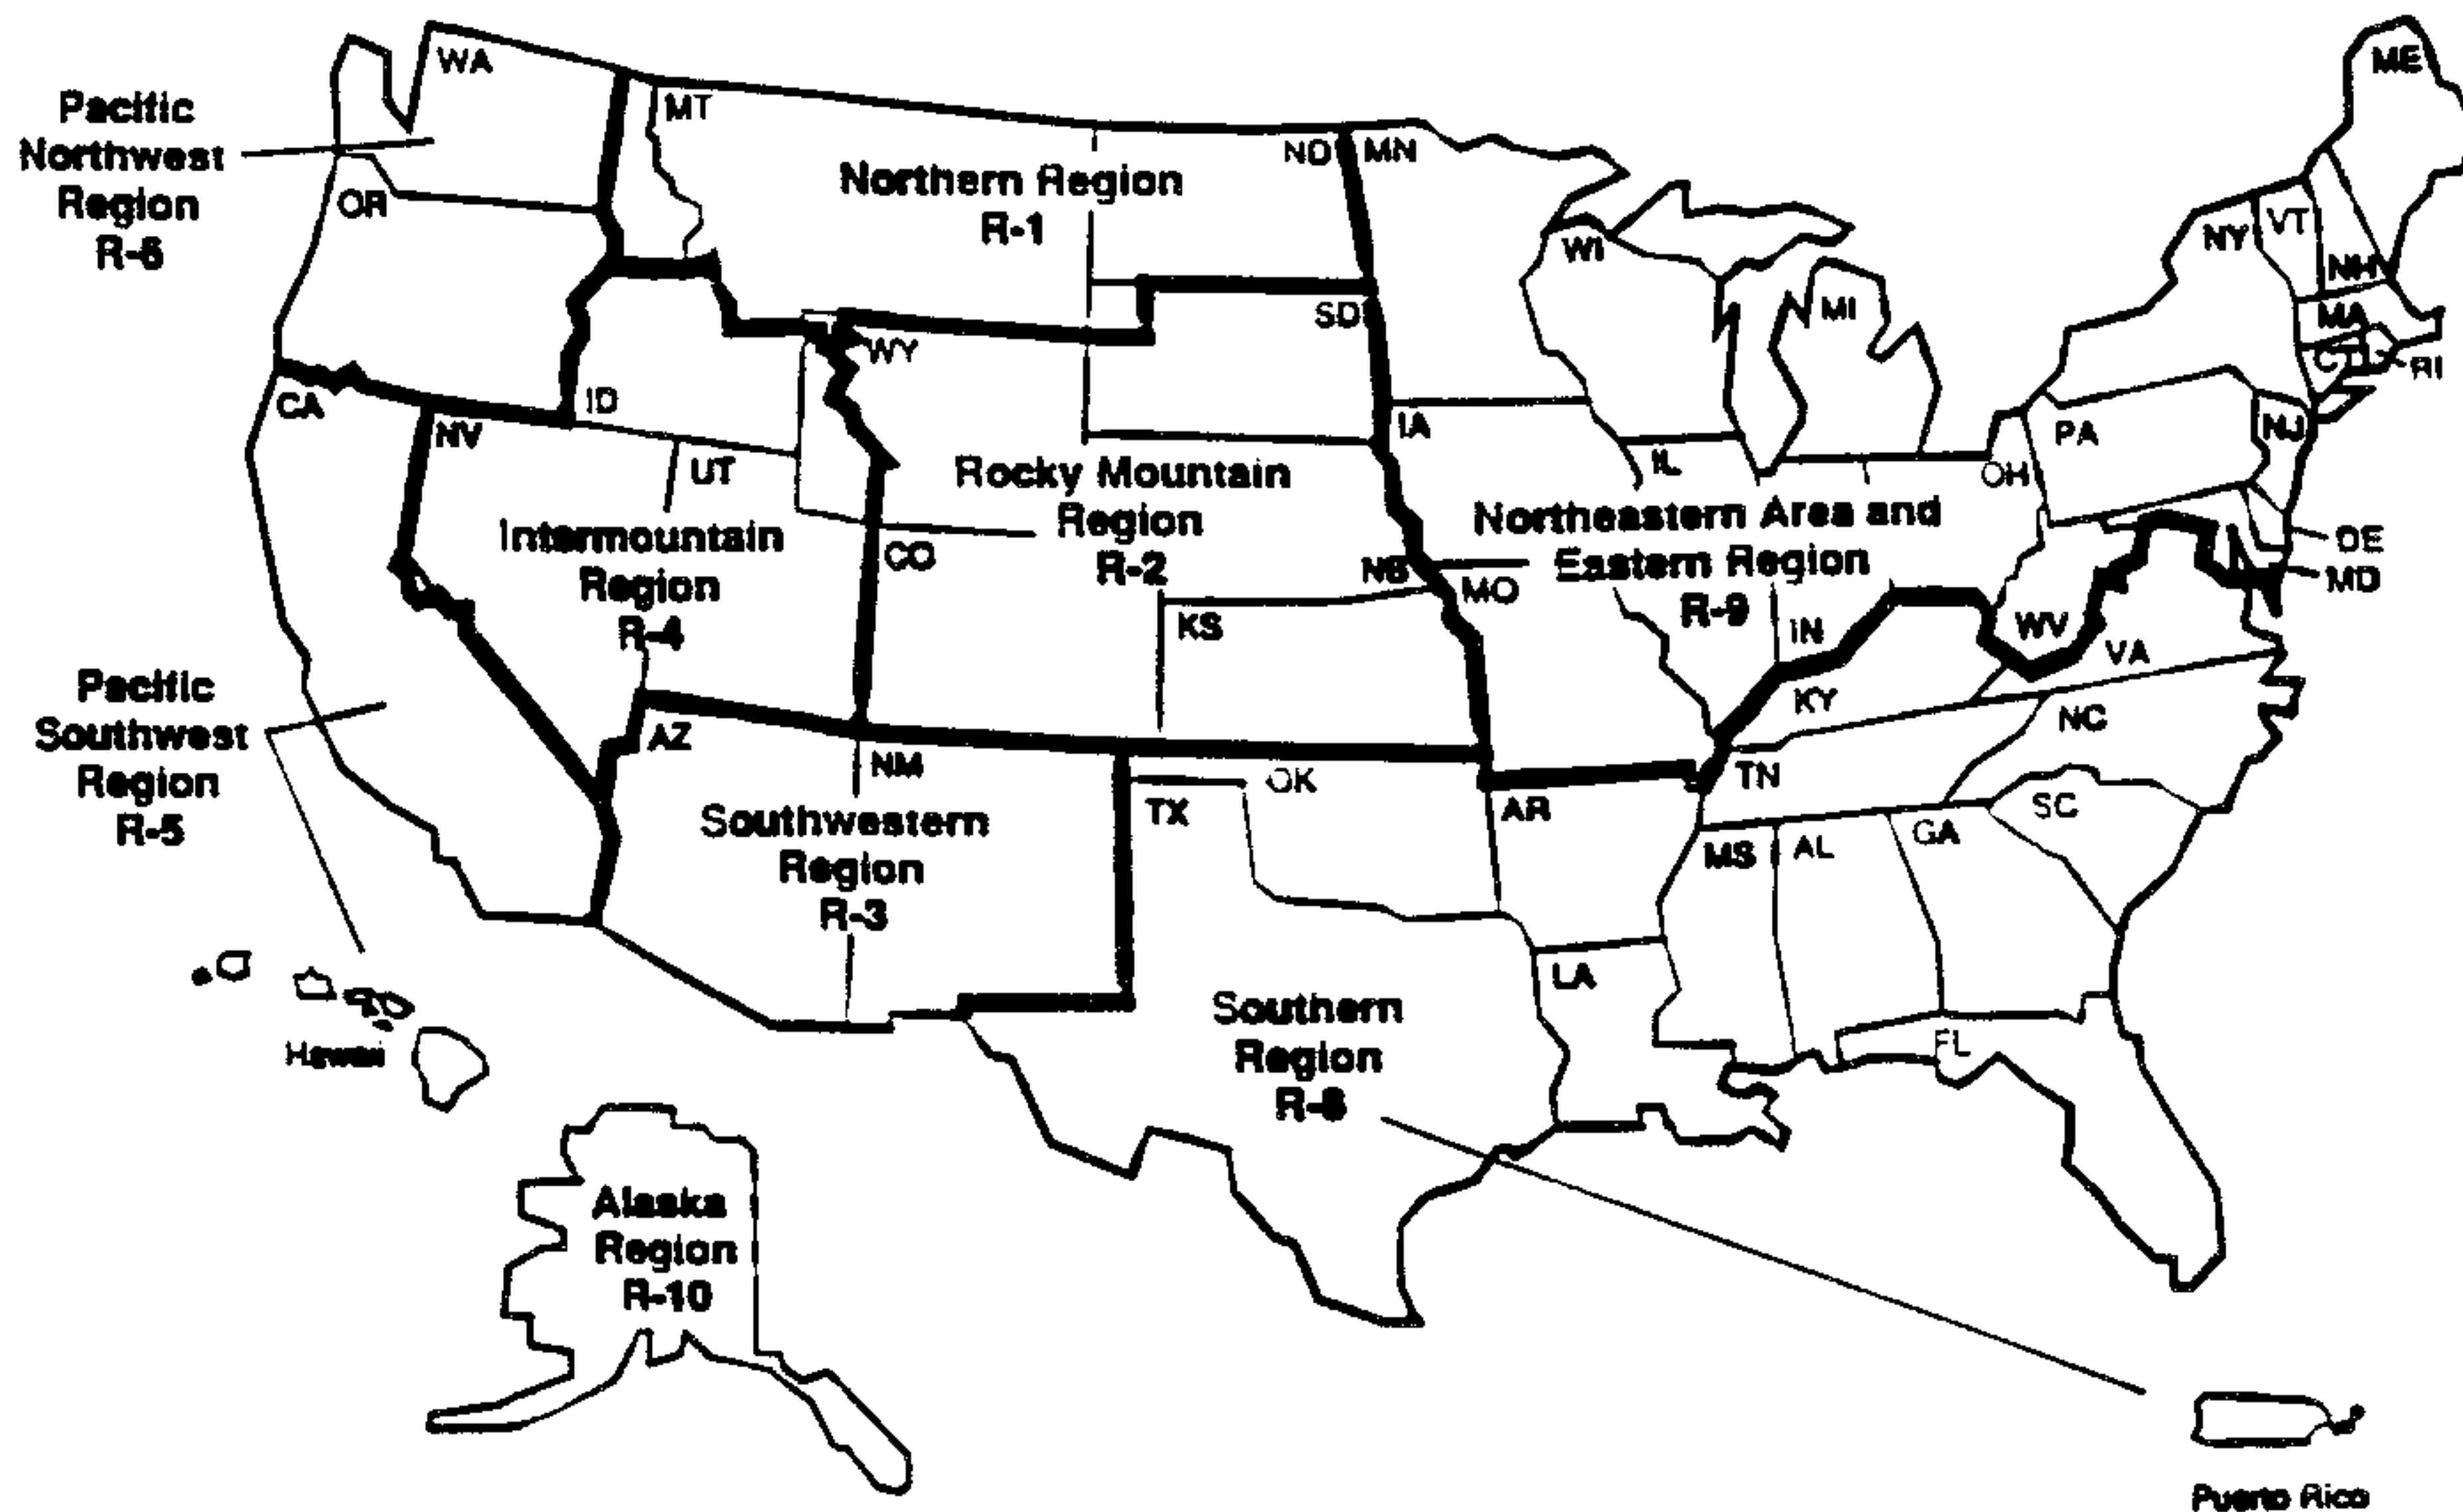 Pacific
Northwest
Region
R-6
WA
OR
MT
Northern Region
R-1
ND
MN
WI
MI
ME
VT
NY
NH
MA
CT
RI
CA
NV
ID
UT
WY
SD
IA
IL
OH
PA
NJ
DE
MD
Rocky Mountain
Region
R-2
Intermountain
Region
R-4
CO
NB
KS
MO
Northeastern Area and
Eastern Region
R-9
IN
WV
VA
KY
NC
TN
SC
Pacific
Southwest
Region
R-5
AZ
NM
Southwestern
Region
R-3
TX
OK
AR
MS
AL
GA
LA
FL
Southern
Region
R-8
Hawaii
Alaska
Region
R-10
Puerto Rico